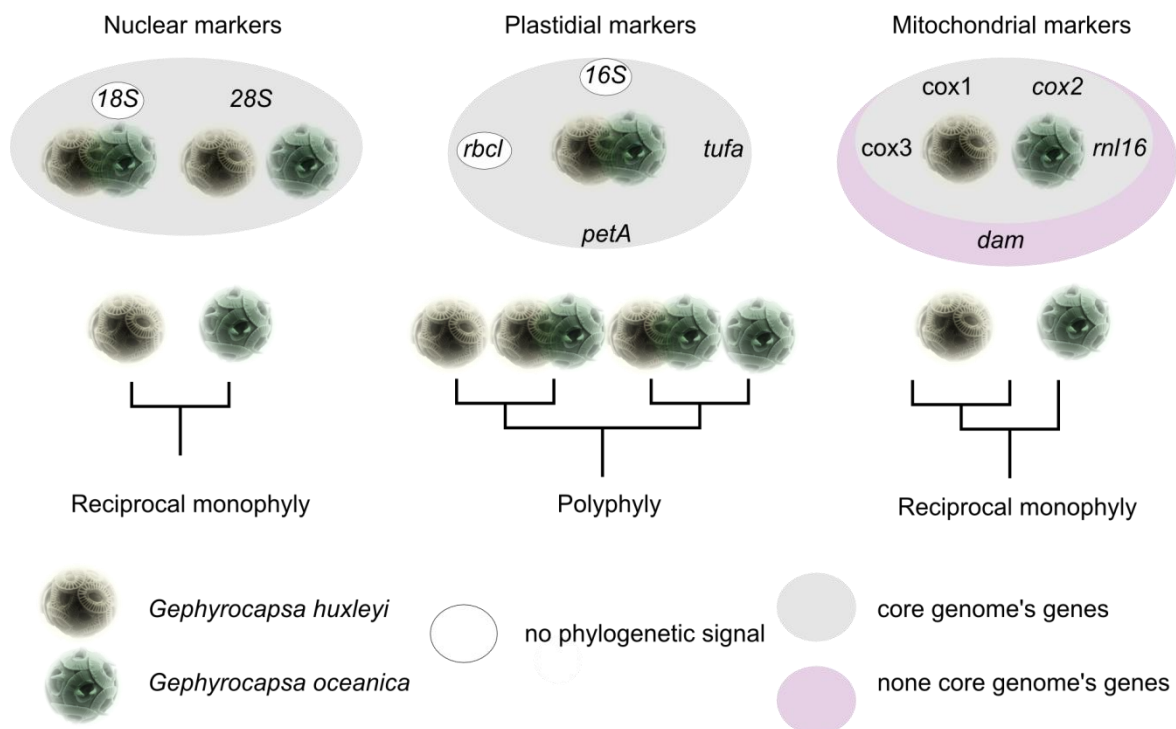 Nuclear markers
Plastidial markers
Mitochondrial markers
18S
28S
16S
rbcl
tufa
petA
cox1
cox2
cox3
rnl16
dam
Reciprocal monophyly
Polyphyly
Reciprocal monophyly
Gephyrocapsa huxleyi
Gephyrocapsa oceanica
no phylogenetic signal
core genome's genes
none core genome's genes